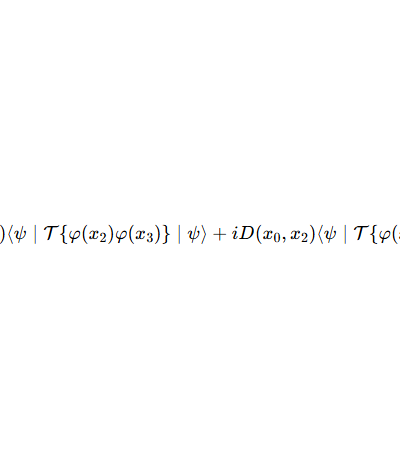 )⟨ψ | 𝒯{φ(x₂)φ(x₃)} | ψ⟩ + iD(x₀, x₂)⟨ψ | 𝒯{φ(